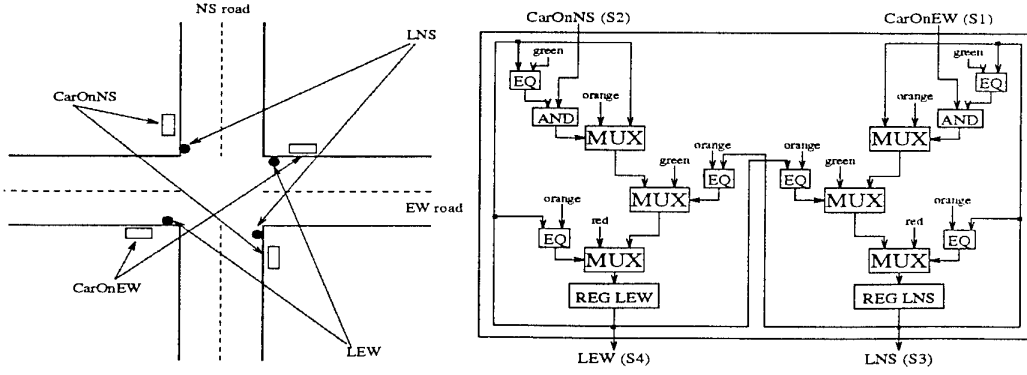 NS road
LNS
CarOnNS
EW road
CarOnEW
LEW
CarOnNS (S2)
CarOnEW (S1)
green
green
EQ
EQ
orange
orange
AND
AND
MUX
MUX
green
orange
orange
green
EQ
EQ
MUX
MUX
orange
red
red
orange
EQ
EQ
MUX
MUX
REG LEW
REG LNS
LEW (S4)
LNS (S3)